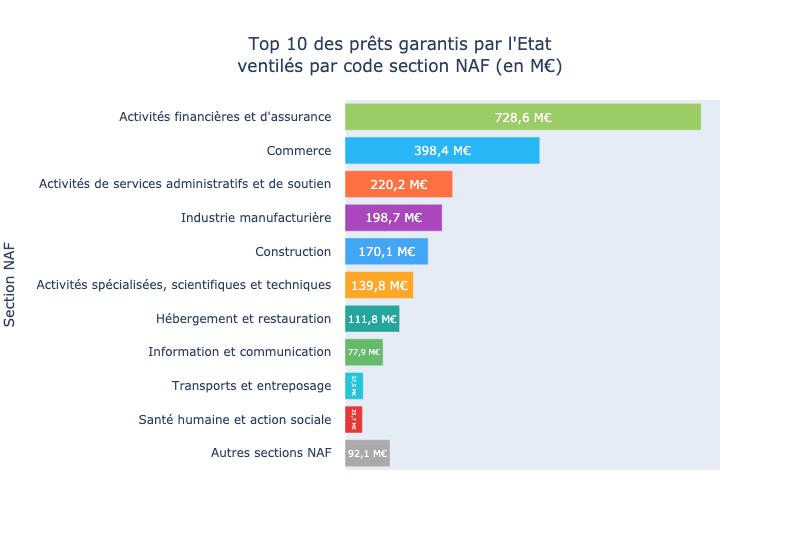 Top 10 des prêts garantis par l'Etat
ventilés par code section NAF (en M€)
Section NAF
Activités financières et d'assurance 728,6 M€
Commerce 398,4 M€
Activités de services administratifs et de soutien 220,2 M€
Industrie manufacturière 198,7 M€
Construction 170,1 M€
Activités spécialisées, scientifiques et techniques 139,8 M€
Hébergement et restauration 111,8 M€
Information et communication 77,9 M€
Transports et entreposage M€
Santé humaine et action sociale M€
Autres sections NAF 92,1 M€